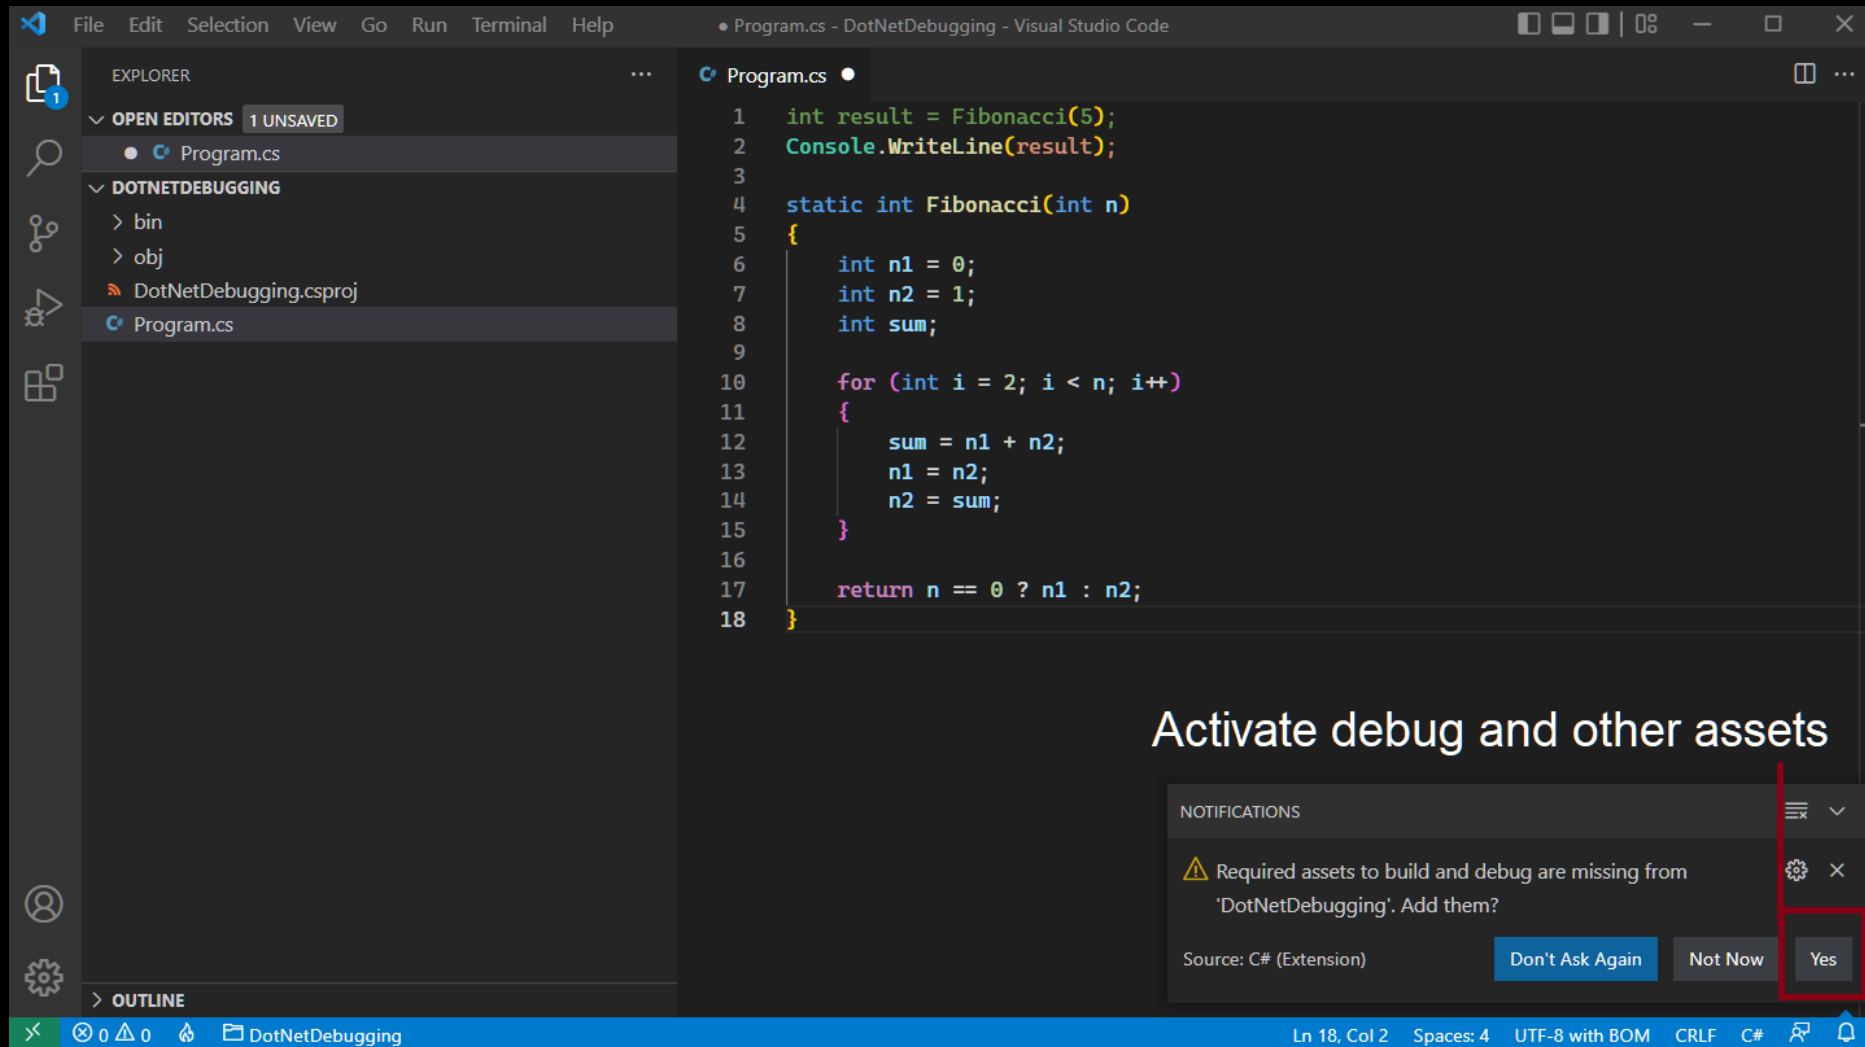 File Edit Selection View Go Run Terminal Help
● Program.cs - DotNetDebugging - Visual Studio Code
EXPLORER
1
OPEN EDITORS 1 UNSAVED
Program.cs
DOTNETDEBUGGING
bin
obj
DotNetDebugging.csproj
Program.cs
OUTLINE
Program.cs
1 int result = Fibonacci(5);
2 Console.WriteLine(result);
3
4 static int Fibonacci(int n)
5 {
6 int n1 = 0;
7 int n2 = 1;
8 int sum;
9
10 for (int i = 2; i < n; i++)
11 {
12 sum = n1 + n2;
13 n1 = n2;
14 n2 = sum;
15 }
16
17 return n == 0 ? n1 : n2;
18 }
Activate debug and other assets
NOTIFICATIONS
Required assets to build and debug are missing from
'DotNetDebugging'. Add them?
Source: C# (Extension) Don't Ask Again Not Now Yes
0 0 DotNetDebugging Ln 18, Col 2 Spaces: 4 UTF-8 with BOM CRLF C#